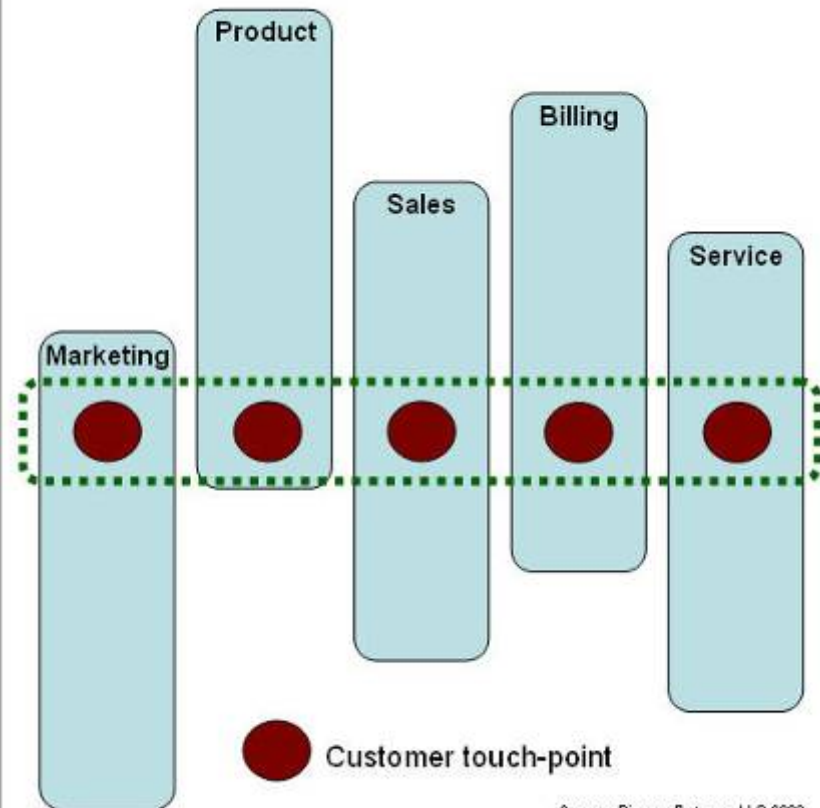 Product
Billing
Sales
Service
Marketing
Customer touch-point